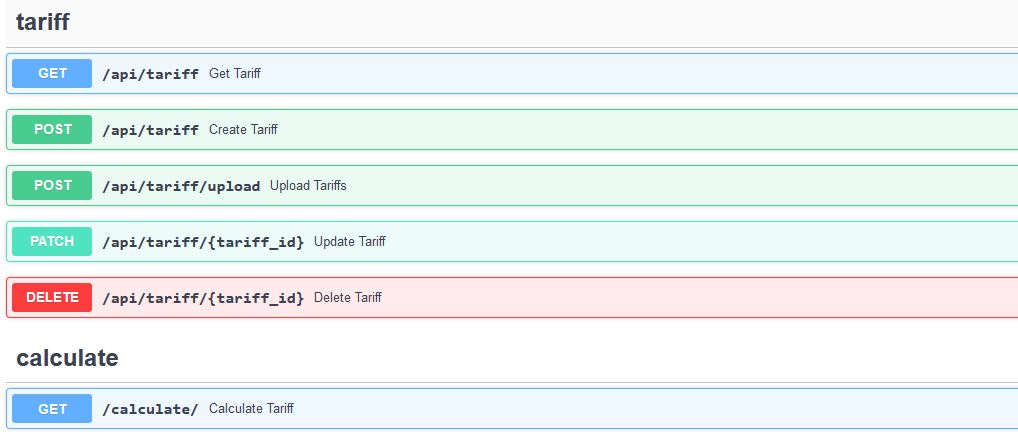 tariff
GET /api/tariff Get Tariff
POST /api/tariff Create Tariff
POST /api/tariff/upload Upload Tariffs
PATCH /api/tariff/{tariff_id} Update Tariff
DELETE /api/tariff/{tariff_id} Delete Tariff
calculate
GET /calculate/ Calculate Tariff